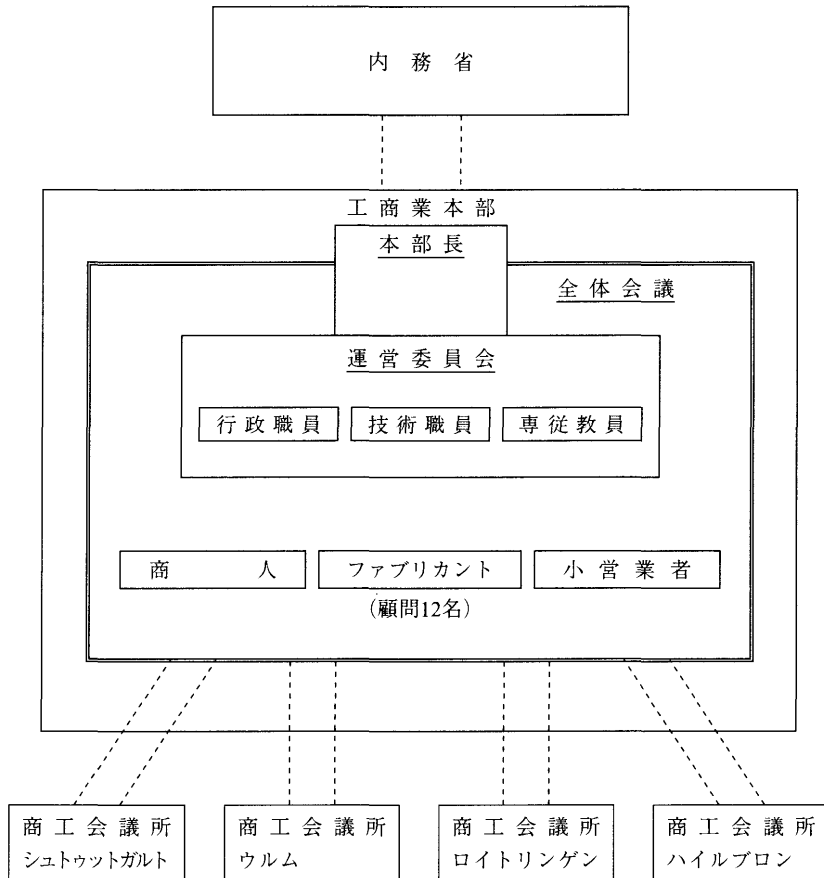 内務省
工商業本部
本部長
全体会議
運営委員会
行政職員 技術職員 専従教員
商人 ファブリカント 小営業者
(顧問12名)
商工会議所 商工会議所 商工会議所 商工会議所
シュトゥットガルト ウルム ロイトリンゲン ハイルブロン